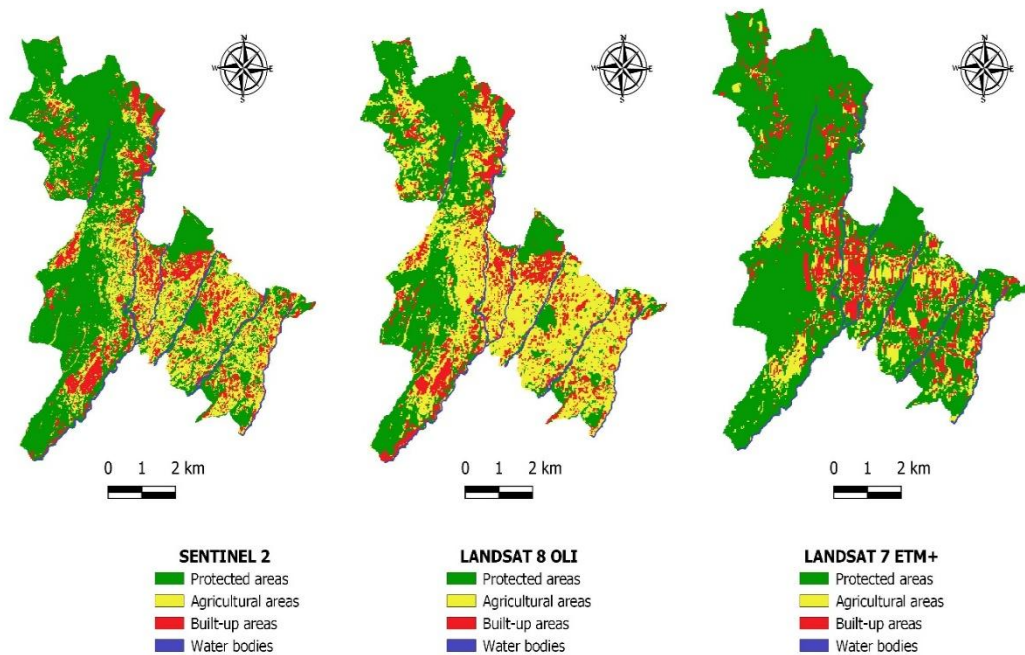 N
W E
S
N
W E
S
N
W E
S
0 1 2 km
0 1 2 km
0 1 2 km
SENTINEL 2
Protected areas
Agricultural areas
Built-up areas
Water bodies
LANDSAT 8 OLI
Protected areas
Agricultural areas
Built-up areas
Water bodies
LANDSAT 7 ETM+
Protected areas
Agricultural areas
Built-up areas
Water bodies